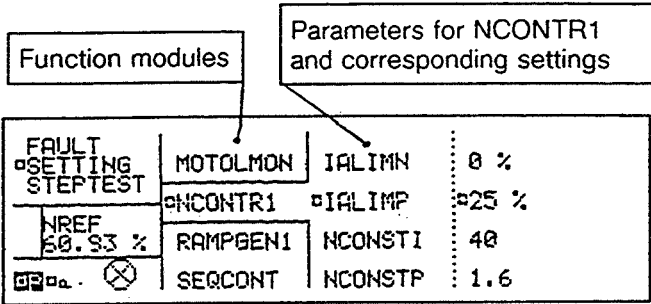 Function modules
Parameters for NCONTR1
and corresponding settings
FAULT
SETTING
STEPTEST
NREF
60.93 %
MOTOLMON IALIMN 0 %
NCONTR1 IALIMP 25 %
RAMPGEN1 NCONSTI 40
SEQCONT NCONSTP 1.6